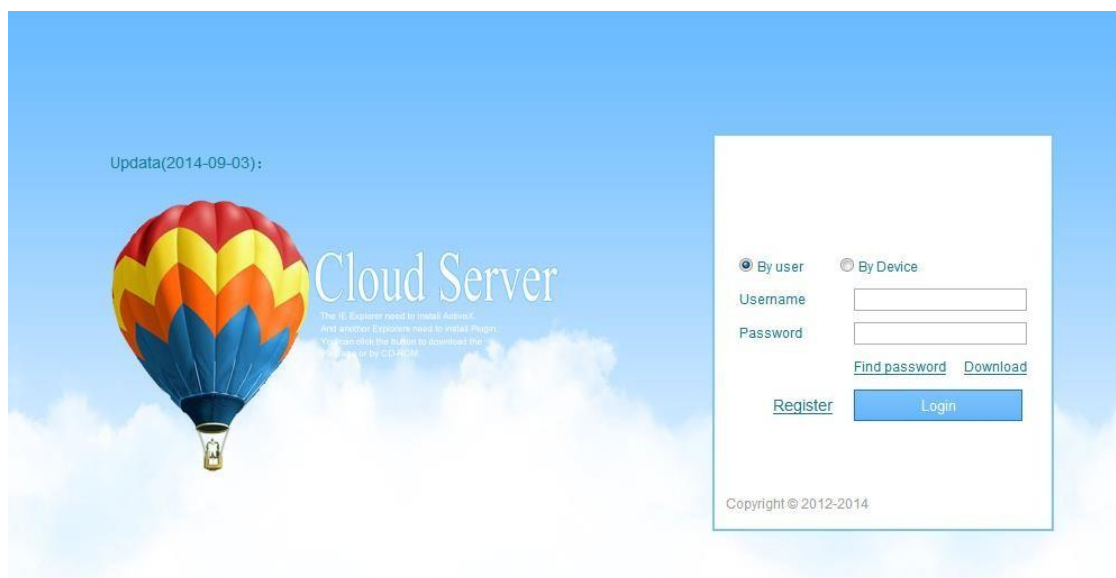 Updata(2014-09-03):
Cloud Server
The IE Explorer need to install ActiveX.
And another Explorers need to install Plugin.
You can click the button to download the
or by CD-ROM.
By user By Device
Username
Password
Find password Download
Register Login
Copyright © 2012-2014